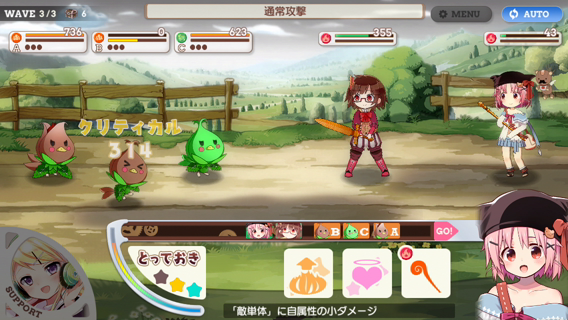 WAVE 3/3 6
通常攻撃
MENU
AUTO
736
A
0
B
623
C
355
43
クリティカル
314
B C A GO!
とっておき
SUPPORT
「敵単体」に自属性の小ダメージ